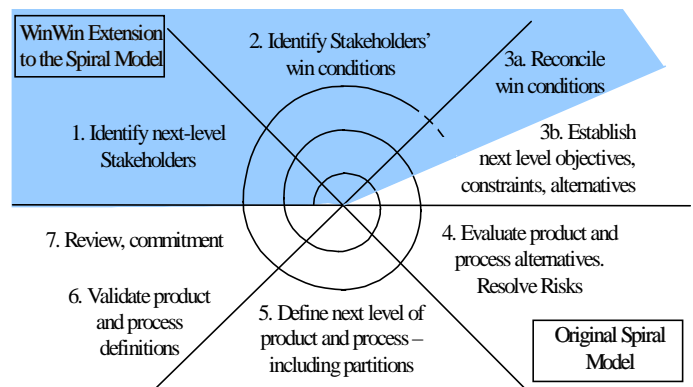 WinWin Extension
to the Spiral Model
2. Identify Stakeholders’
win conditions
3a. Reconcile
win conditions
1. Identify next-level
Stakeholders
3b. Establish
next level objectives,
constraints, alternatives
7. Review, commitment
4. Evaluate product and
process alternatives.
Resolve Risks
6. Validate product
and process
definitions
5. Define next level of
product and process –
including partitions
Original Spiral
Model